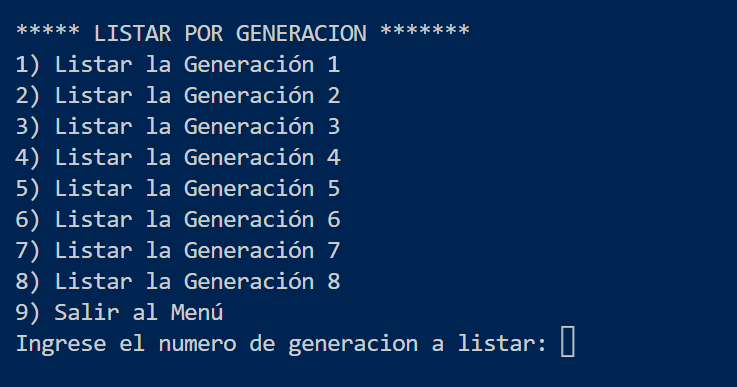 ***** LISTAR POR GENERACION *******
1) Listar la Generación 1
2) Listar la Generación 2
3) Listar la Generación 3
4) Listar la Generación 4
5) Listar la Generación 5
6) Listar la Generación 6
7) Listar la Generación 7
8) Listar la Generación 8
9) Salir al Menú
Ingrese el numero de generacion a listar: